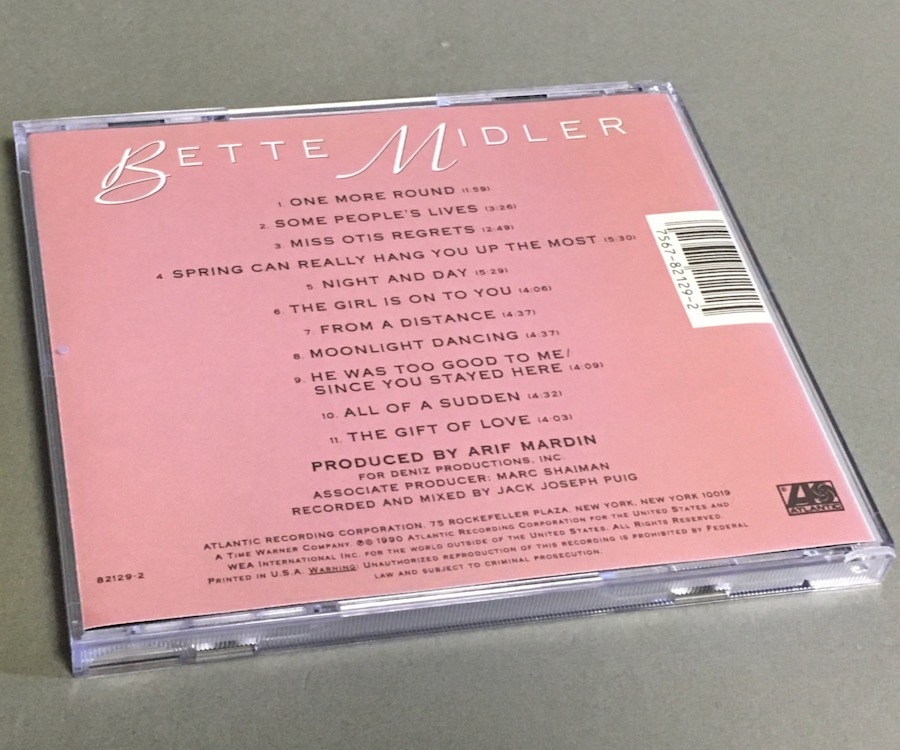 BETTE MIDLER
1. ONE MORE ROUND (1:59)
2. SOME PEOPLE'S LIVES (3:26)
3. MISS OTIS REGRETS (2:49)
4. SPRING CAN REALLY HANG YOU UP THE MOST (5:30)
5. NIGHT AND DAY (5:29)
6. THE GIRL IS ON TO YOU (4:06)
7. FROM A DISTANCE (4:37)
8. MOONLIGHT DANCING (4:37)
9. HE WAS TOO GOOD TO ME/
SINCE YOU STAYED HERE (4:09)
10. ALL OF A SUDDEN (4:32)
11. THE GIFT OF LOVE (4:03)
PRODUCED BY ARIF MARDIN
FOR DENIZ PRODUCTIONS, INC.
ASSOCIATE PRODUCER: MARC SHAIMAN
RECORDED AND MIXED BY JACK JOSEPH PUIG
ATLANTIC RECORDING CORPORATION, 75 ROCKEFELLER PLAZA, NEW YORK, NEW YORK 10019
A TIME WARNER COMPANY. ℗© 1990 ATLANTIC RECORDING CORPORATION FOR THE UNITED STATES AND
WEA INTERNATIONAL INC. FOR THE WORLD OUTSIDE OF THE UNITED STATES. ALL RIGHTS RESERVED.
PRINTED IN U.S.A. WARNING: UNAUTHORIZED REPRODUCTION OF THIS RECORDING IS PROHIBITED BY FEDERAL
LAW AND SUBJECT TO CRIMINAL PROSECUTION.
82129-2
7567-82129-2
ATLANTIC